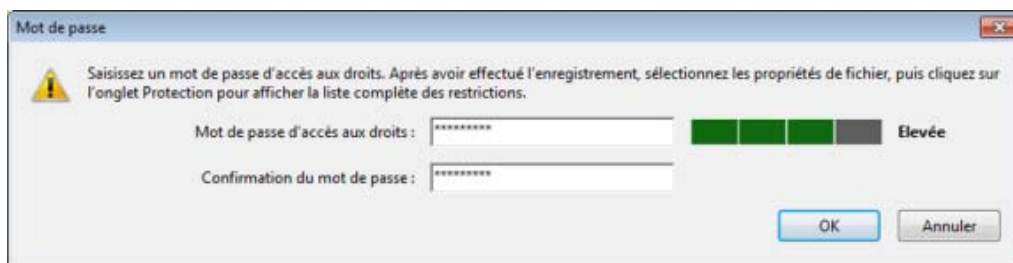 Mot de passe
Saisissez un mot de passe d'accès aux droits. Après avoir effectué l'enregistrement, sélectionnez les propriétés de fichier, puis cliquez sur
l'onglet Protection pour afficher la liste complète des restrictions.
Mot de passe d'accès aux droits : ********* Elevée
Confirmation du mot de passe : *********
OK Annuler